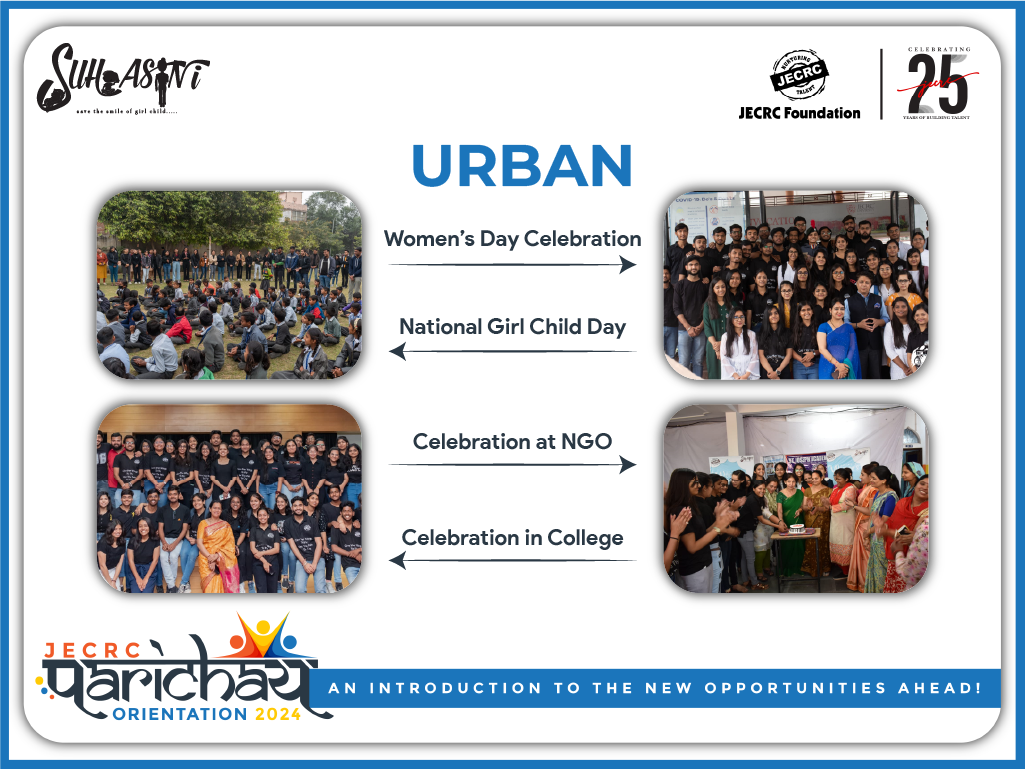 SUHASINI
save the smile of girl child.....
NURTURING
JECRC
TALENT
JECRC Foundation
CELEBRATING
25
jecrc
YEARS OF BUILDING TALENT
URBAN
Women's Day Celebration
National Girl Child Day
Celebration at NGO
Celebration in College
JECRC
parichay
ORIENTATION 2024
AN INTRODUCTION TO THE NEW OPPORTUNITIES AHEAD!